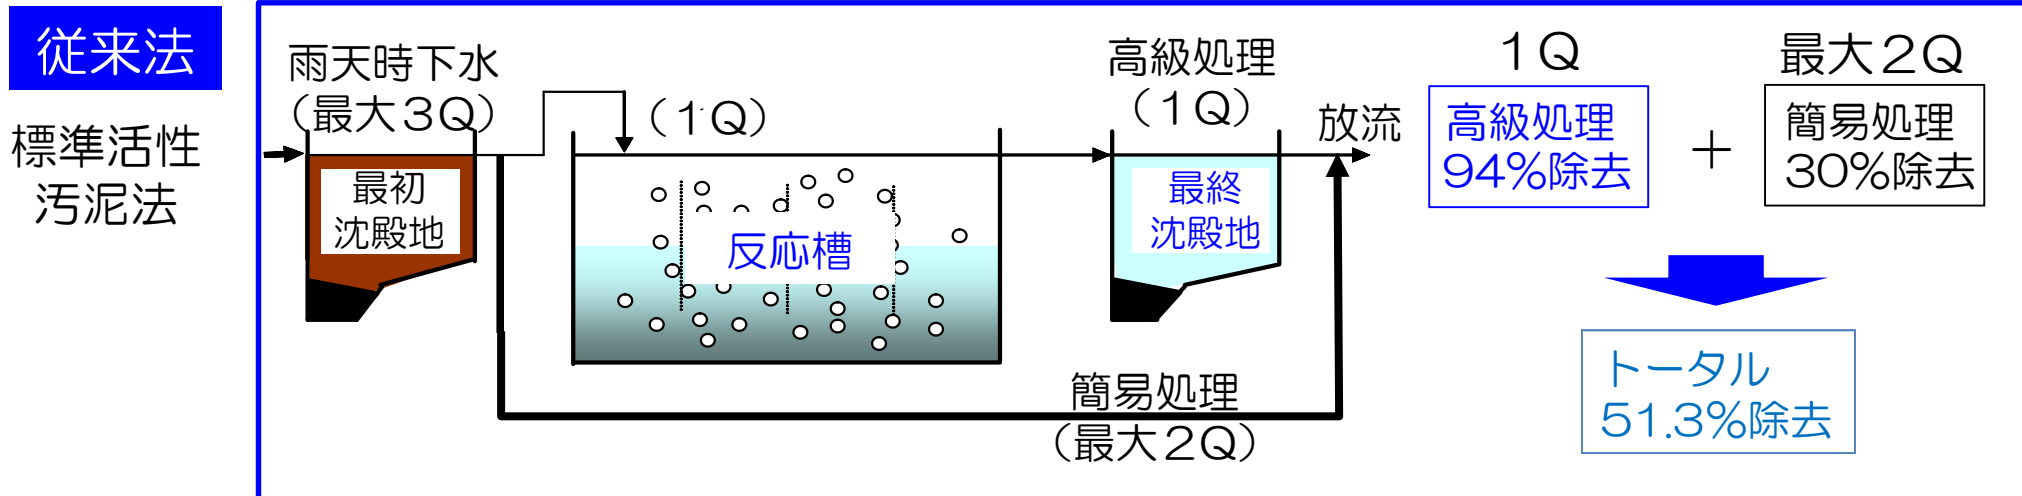 従来法
標準活性
汚泥法
雨天時下水
（最大３Q）
最初
沈殿地
（１Q）
反応槽
高級処理
（１Q）
最終
沈殿地
放流
簡易処理
（最大２Q）
１Q
高級処理
94%除去
＋
最大２Q
簡易処理
30%除去
トータル
51.3%除去